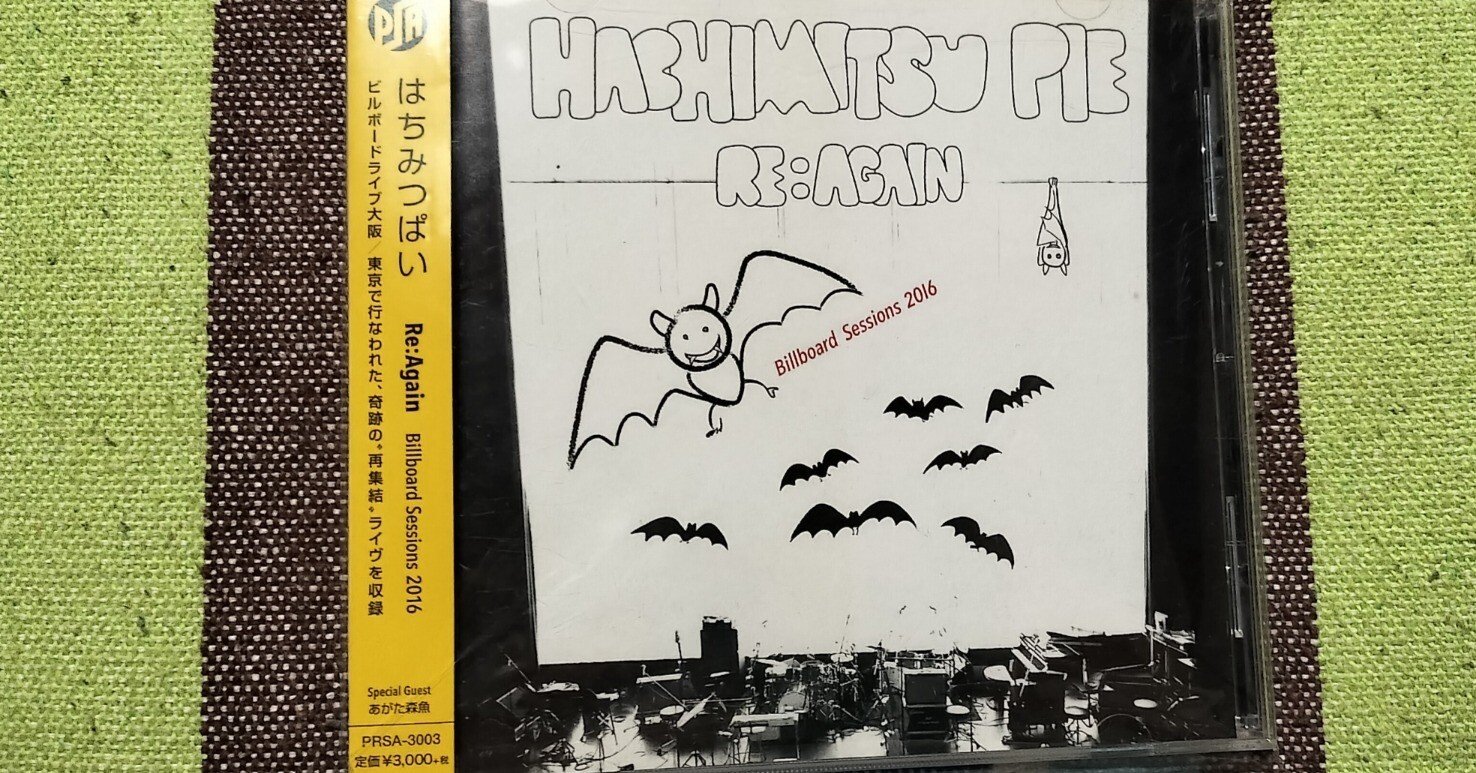 はちみつぱい Re:Again Billboard Sessions 2016
ビルボードライブ大阪/東京で行なわれた、奇跡の〝再集結〟ライヴを収録
Special Guest
あがた森魚
PRSA-3003
定価¥3,000+税
HACHIMITSU PIE
RE:AGAIN
Billboard Sessions 2016